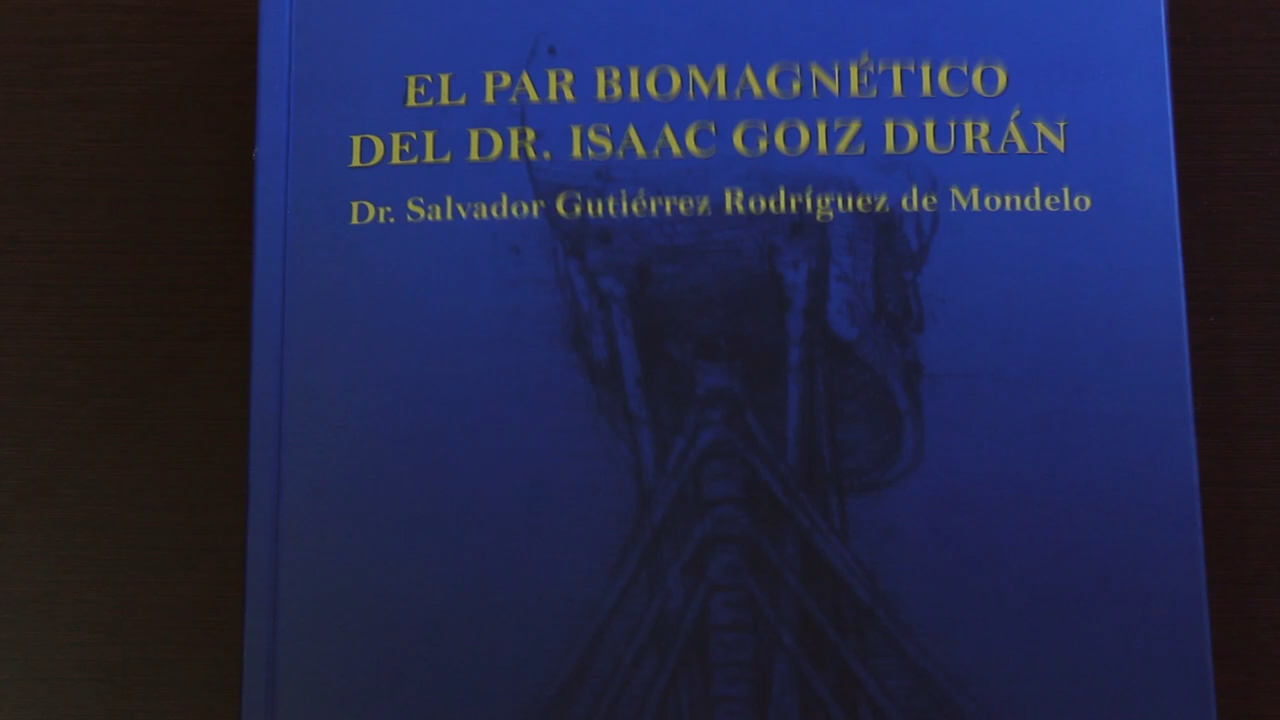 EL PAR BIOMAGNÉTICO
DEL DR. ISAAC GOIZ DURÁN
Dr. Salvador Gutiérrez Rodríguez de Mondelo